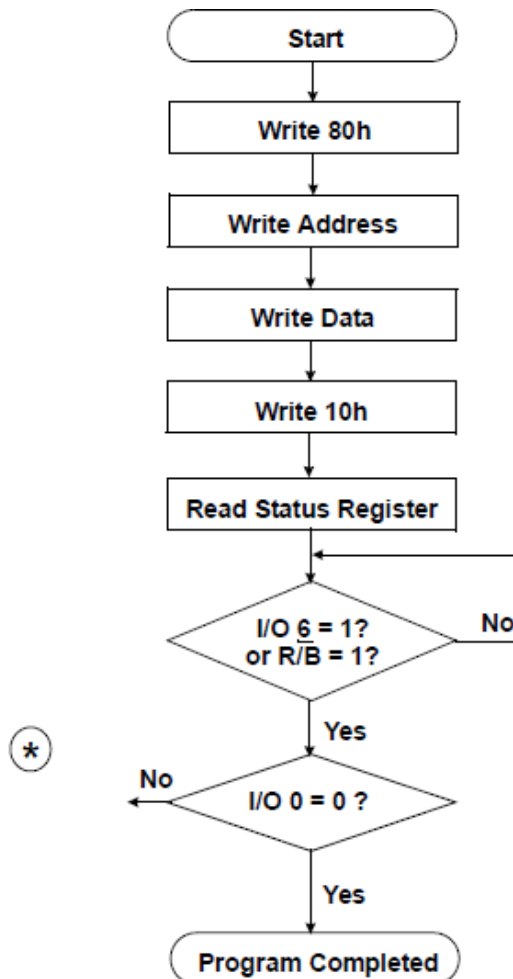 Start
Write 80h
Write Address
Write Data
Write 10h
Read Status Register
I/O 6 = 1?
or R/B̅ = 1?
No
Yes
*
No
I/O 0 = 0 ?
Yes
Program Completed